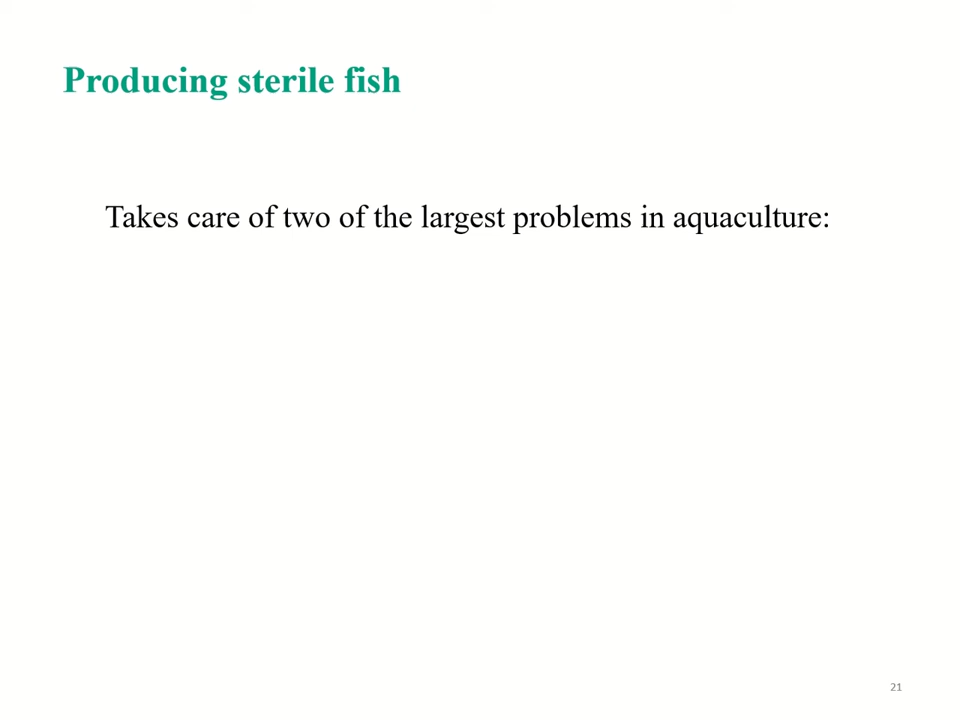 Producing sterile fish
Takes care of two of the largest problems in aquaculture:
21